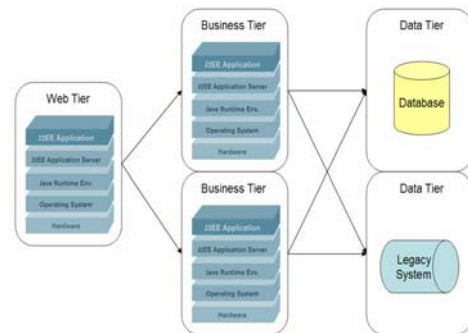 Web Tier
J2EE Application
J2EE Application Server
Java Runtime Env.
Operating System
Hardware
Business Tier
J2EE Application
J2EE Application Server
Java Runtime Env.
Operating System
Hardware
Business Tier
J2EE Application
J2EE Application Server
Java Runtime Env.
Operating System
Hardware
Data Tier
Database
Data Tier
Legacy
System